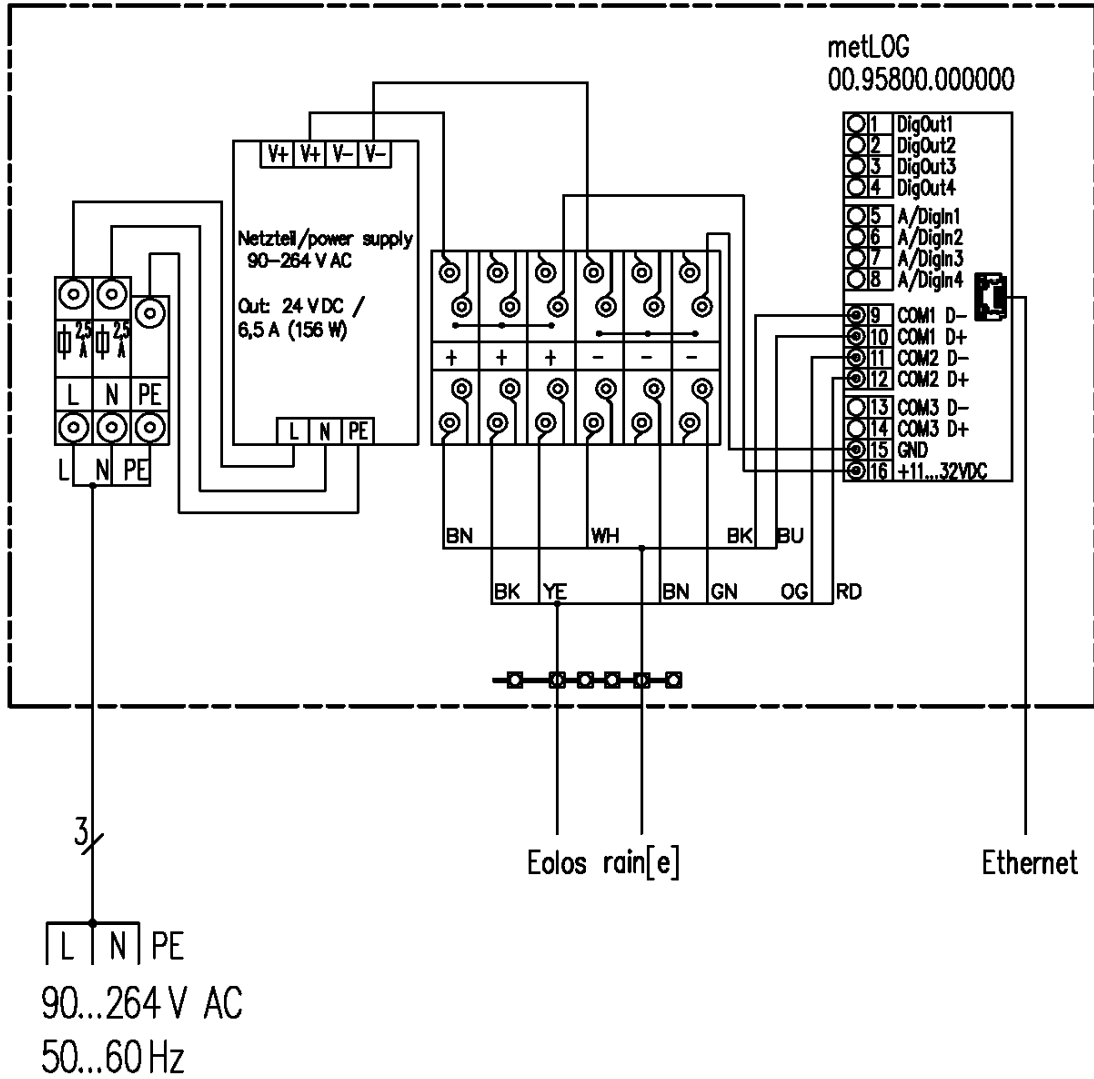 metLOG
00.95800.000000
1 DigOut1
2 DigOut2
3 DigOut3
4 DigOut4
5 A/DigIn1
6 A/DigIn2
7 A/DigIn3
8 A/DigIn4
9 COM1 D-
10 COM1 D+
11 COM2 D-
12 COM2 D+
13 COM3 D-
14 COM3 D+
15 GND
16 +11...32VDC
V+ V+ V- V-
Netzteil/power supply
90-264 V AC
Out: 24 V DC /
6,5 A (156 W)
L N PE
2,5 A 2,5 A
L N PE
L N PE
+ + + - - -
BN WH BK BU
BK YE BN GN OG RD
3
Eolos rain[e] Ethernet
L N PE
90...264 V AC
50...60 Hz